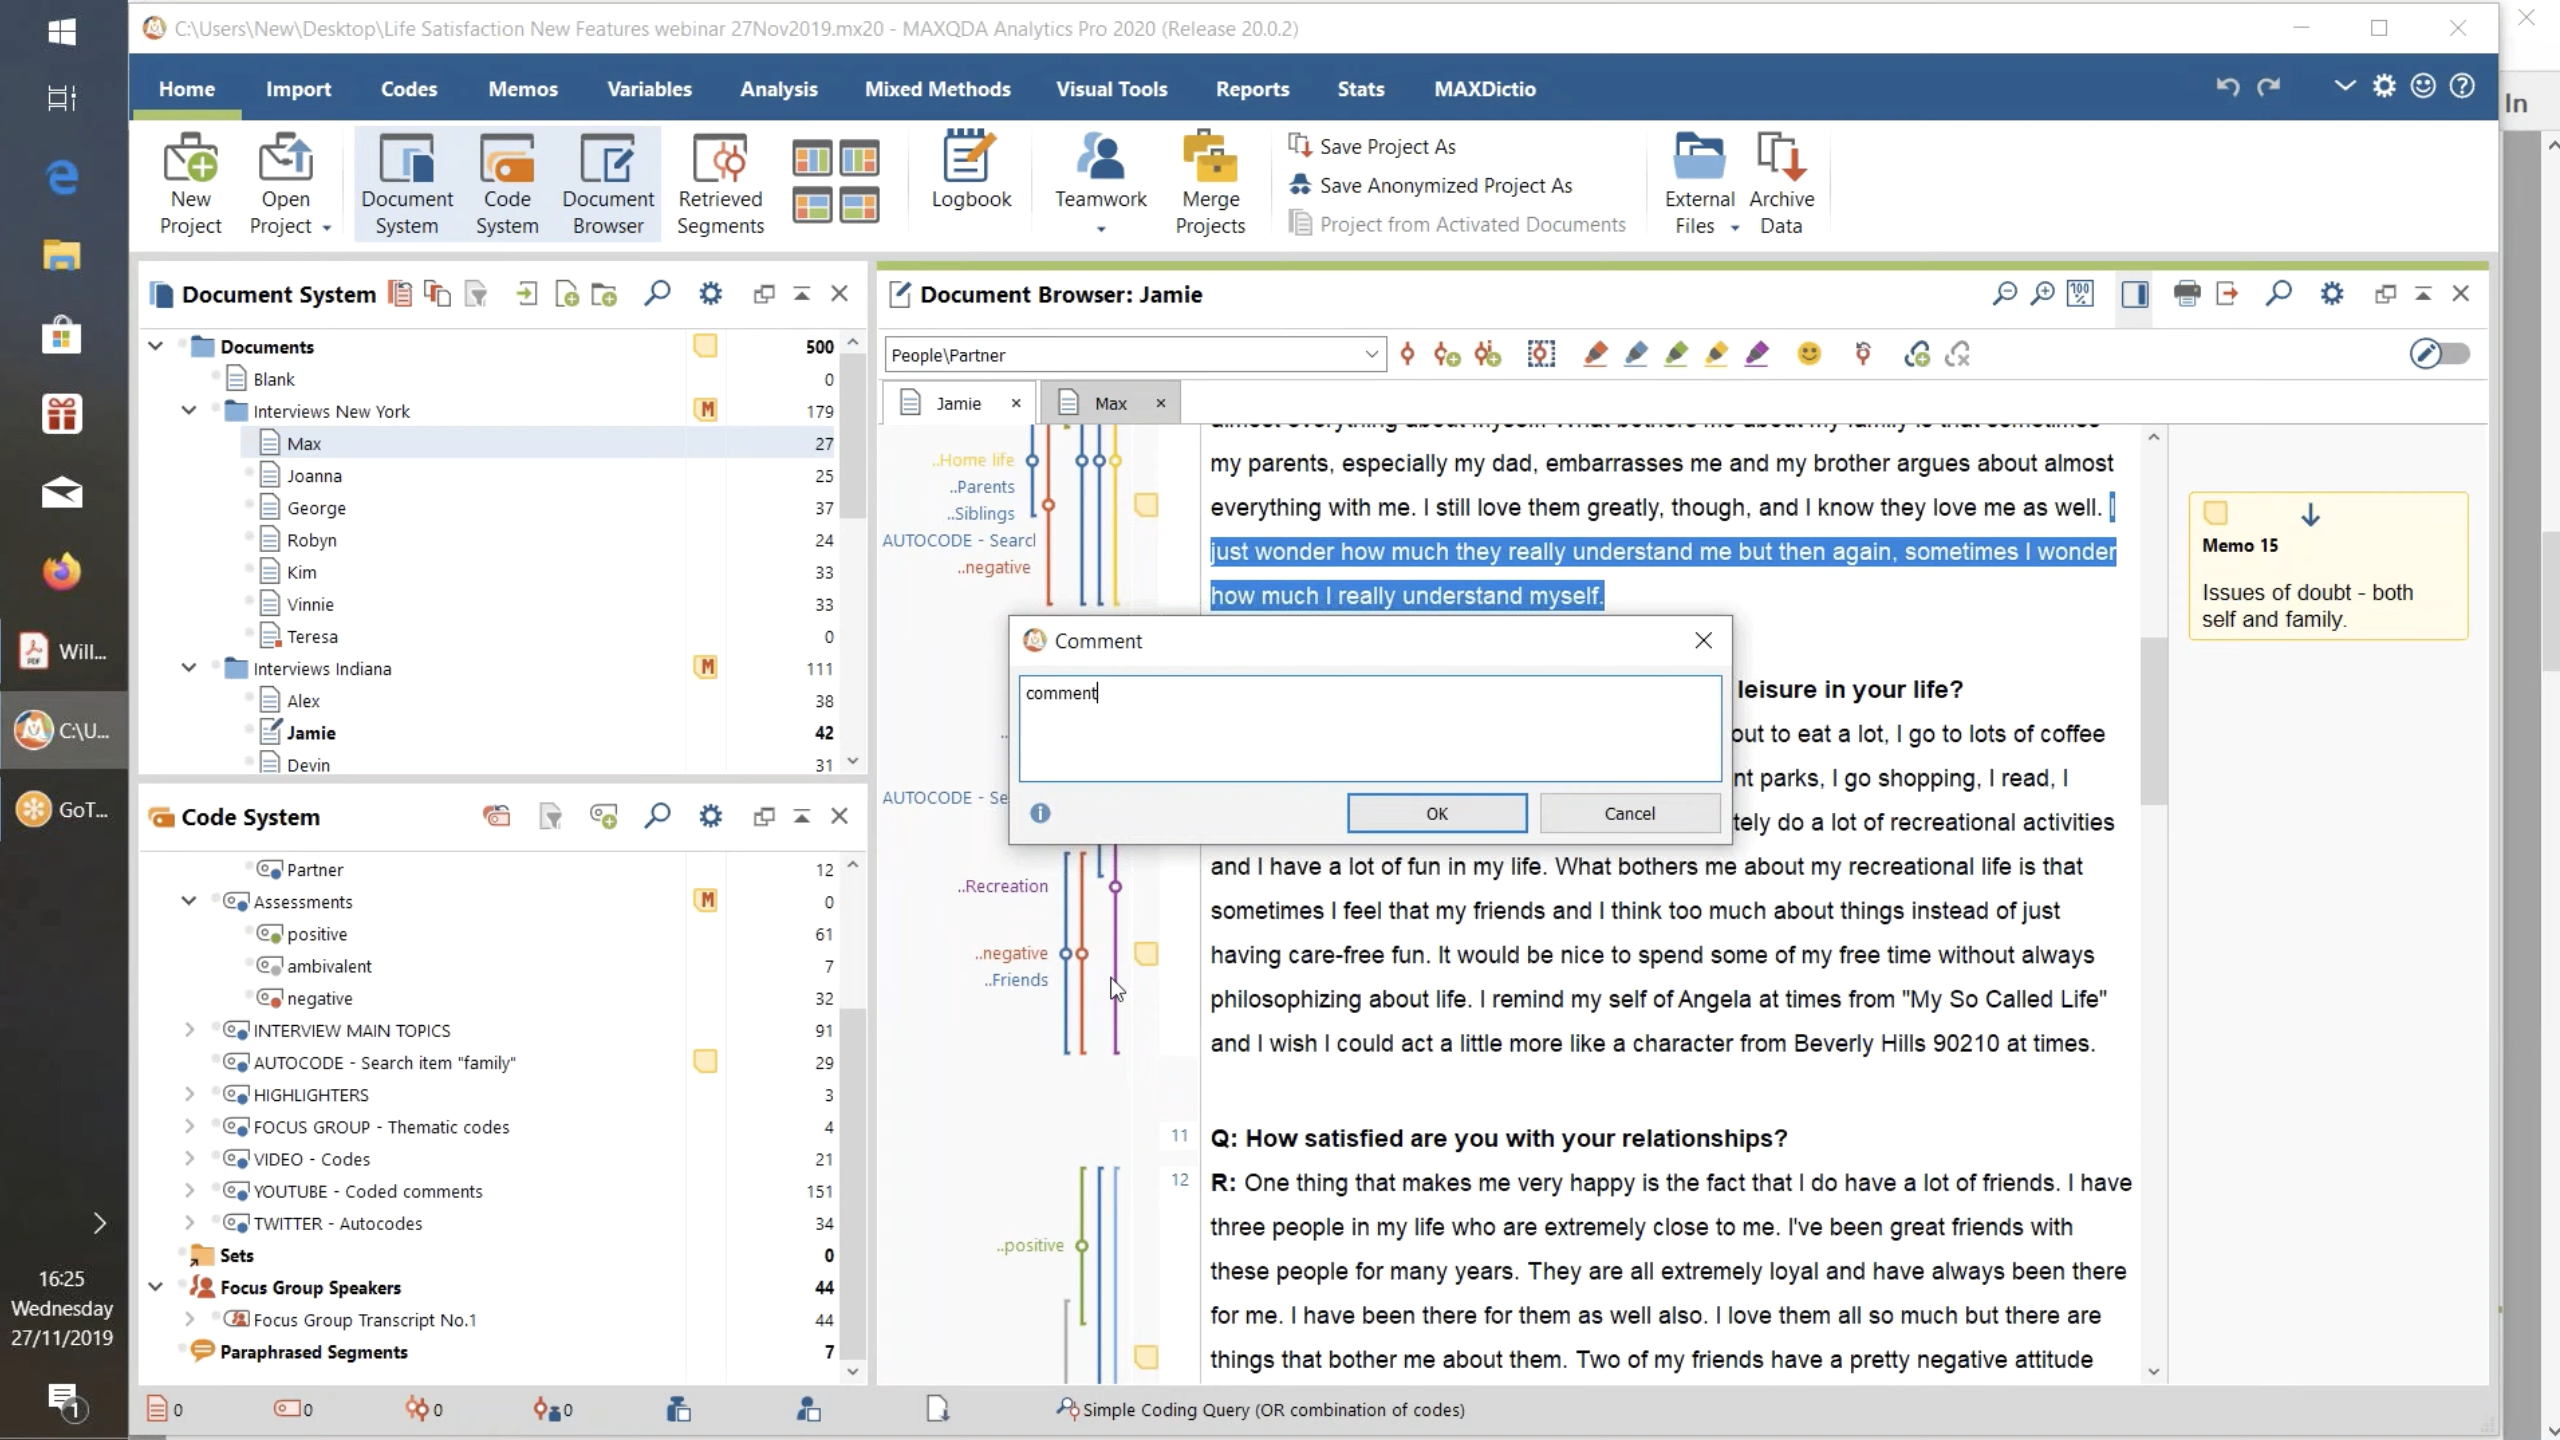 C:\Users\New\Desktop\Life Satisfaction New Features webinar 27Nov2019.mx20 - MAXQDA Analytics Pro 2020 (Release 20.0.2)
Home Import Codes Memos Variables Analysis Mixed Methods Visual Tools Reports Stats MAXDictio
In
New Project
Open Project
Document System
Code System
Document Browser
Retrieved Segments
Logbook
Teamwork
Merge Projects
Save Project As
Save Anonymized Project As
Project from Activated Documents
External Files
Archive Data
Document System
Documents 500
Blank 0
Interviews New York M 179
Max 27
Joanna 25
George 37
Robyn 24
Kim 33
Vinnie 33
Teresa 0
Interviews Indiana M 111
Alex 38
Jamie 42
Devin 31
Code System
Partner 12
Assessments M 0
positive 61
ambivalent 7
negative 32
INTERVIEW MAIN TOPICS 91
AUTOCODE - Search item "family" 29
HIGHLIGHTERS 3
FOCUS GROUP - Thematic codes 4
VIDEO - Codes 21
YOUTUBE - Coded comments 151
TWITTER - Autocodes 34
Sets 0
Focus Group Speakers 44
Focus Group Transcript No.1 44
Paraphrased Segments 7
Document Browser: Jamie
100 %
People\Partner
Jamie
Max
..Home life
..Parents
..Siblings
AUTOCODE - Searc
..negative
AUTOCODE - Se
..Recreation
..negative
..Friends
..positive
almost everything about myself. What bothers me about my family is that sometimes
my parents, especially my dad, embarrasses me and my brother argues about almost
everything with me. I still love them greatly, though, and I know they love me as well. I
just wonder how much they really understand me but then again, sometimes I wonder
how much I really understand myself.
Comment
comment
OK
Cancel
leisure in your life?
out to eat a lot, I go to lots of coffee
nt parks, I go shopping, I read, I
tely do a lot of recreational activities
and I have a lot of fun in my life. What bothers me about my recreational life is that
sometimes I feel that my friends and I think too much about things instead of just
having care-free fun. It would be nice to spend some of my free time without always
philosophizing about life. I remind my self of Angela at times from "My So Called Life"
and I wish I could act a little more like a character from Beverly Hills 90210 at times.
11 Q: How satisfied are you with your relationships?
12 R: One thing that makes me very happy is the fact that I do have a lot of friends. I have
three people in my life who are extremely close to me. I've been great friends with
these people for many years. They are all extremely loyal and have always been there
for me. I have been there for them as well also. I love them all so much but there are
things that bother me about them. Two of my friends have a pretty negative attitude
Memo 15
Issues of doubt - both
self and family.
0 0 0 0
Simple Coding Query (OR combination of codes)
Will...
C:\U...
GoT...
16:25
Wednesday
27/11/2019
1